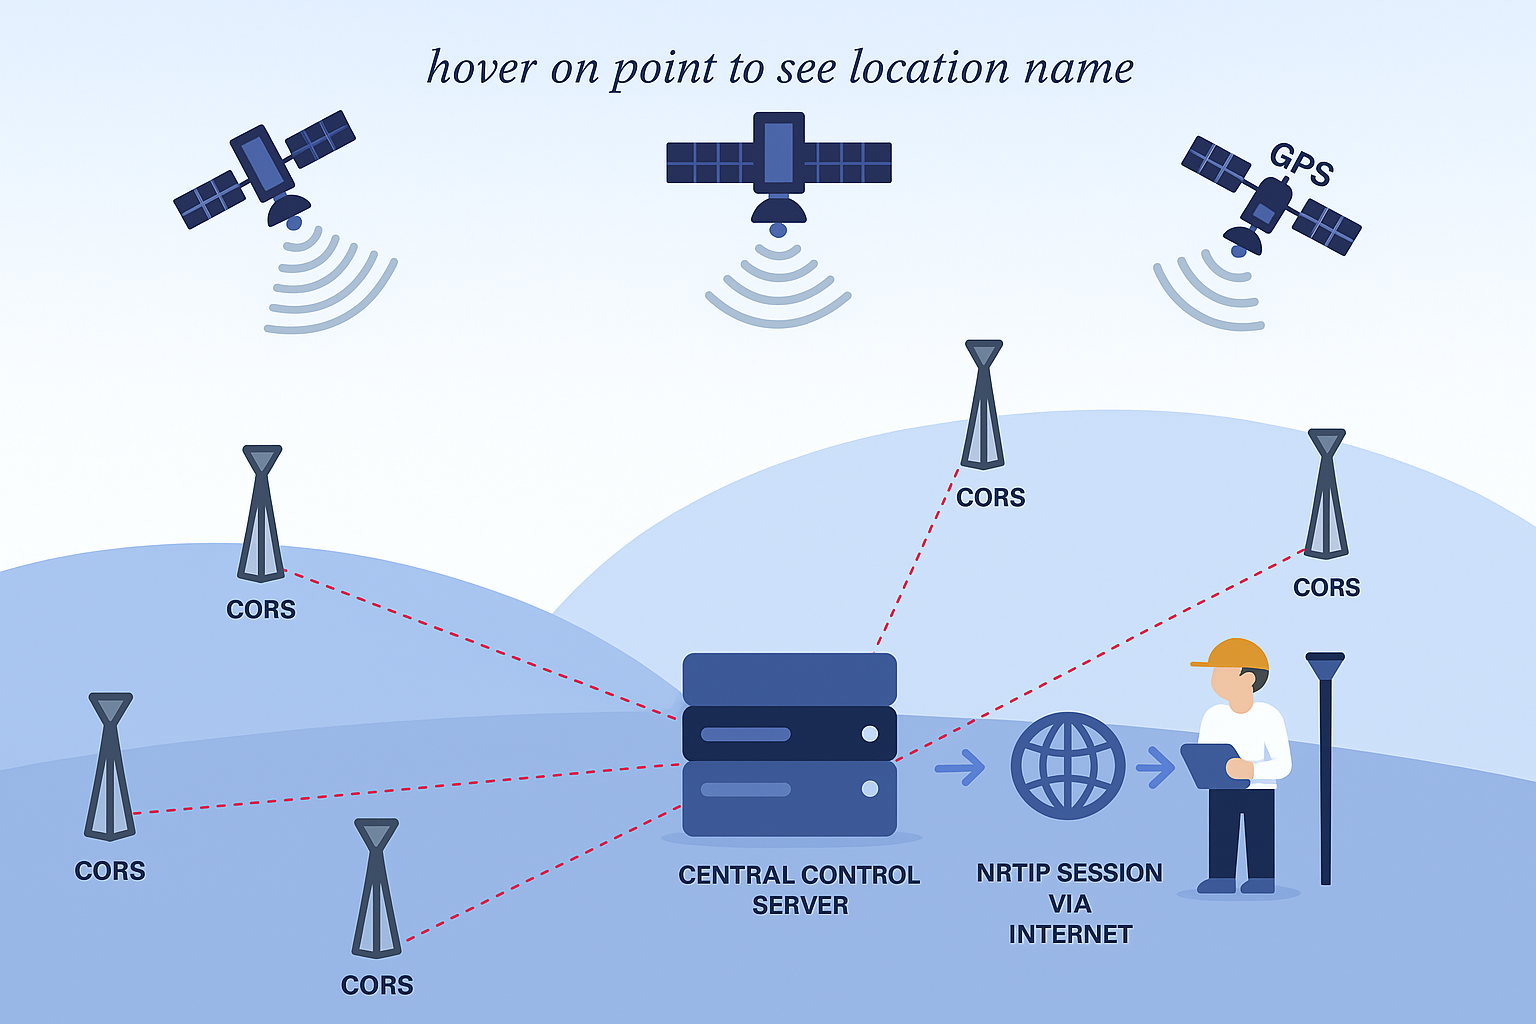 hover on point to see location name
GPS
CORS
CORS
CORS
CORS
CORS
CENTRAL CONTROL
SERVER
NRTIP SESSION
VIA
INTERNET